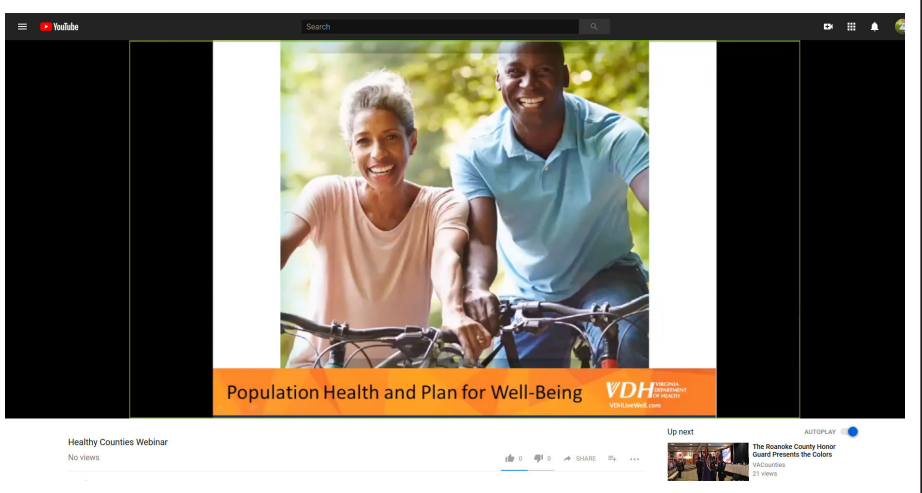 YouTube
Search
Population Health and Plan for Well-Being
VDH VIRGINIA
DEPARTMENT
OF HEALTH
VDHLiveWell.com
Healthy Counties Webinar
No views
0 0 SHARE
Up next
AUTOPLAY
The Roanoke County Honor
Guard Presents the Colors
VACounties
21 views